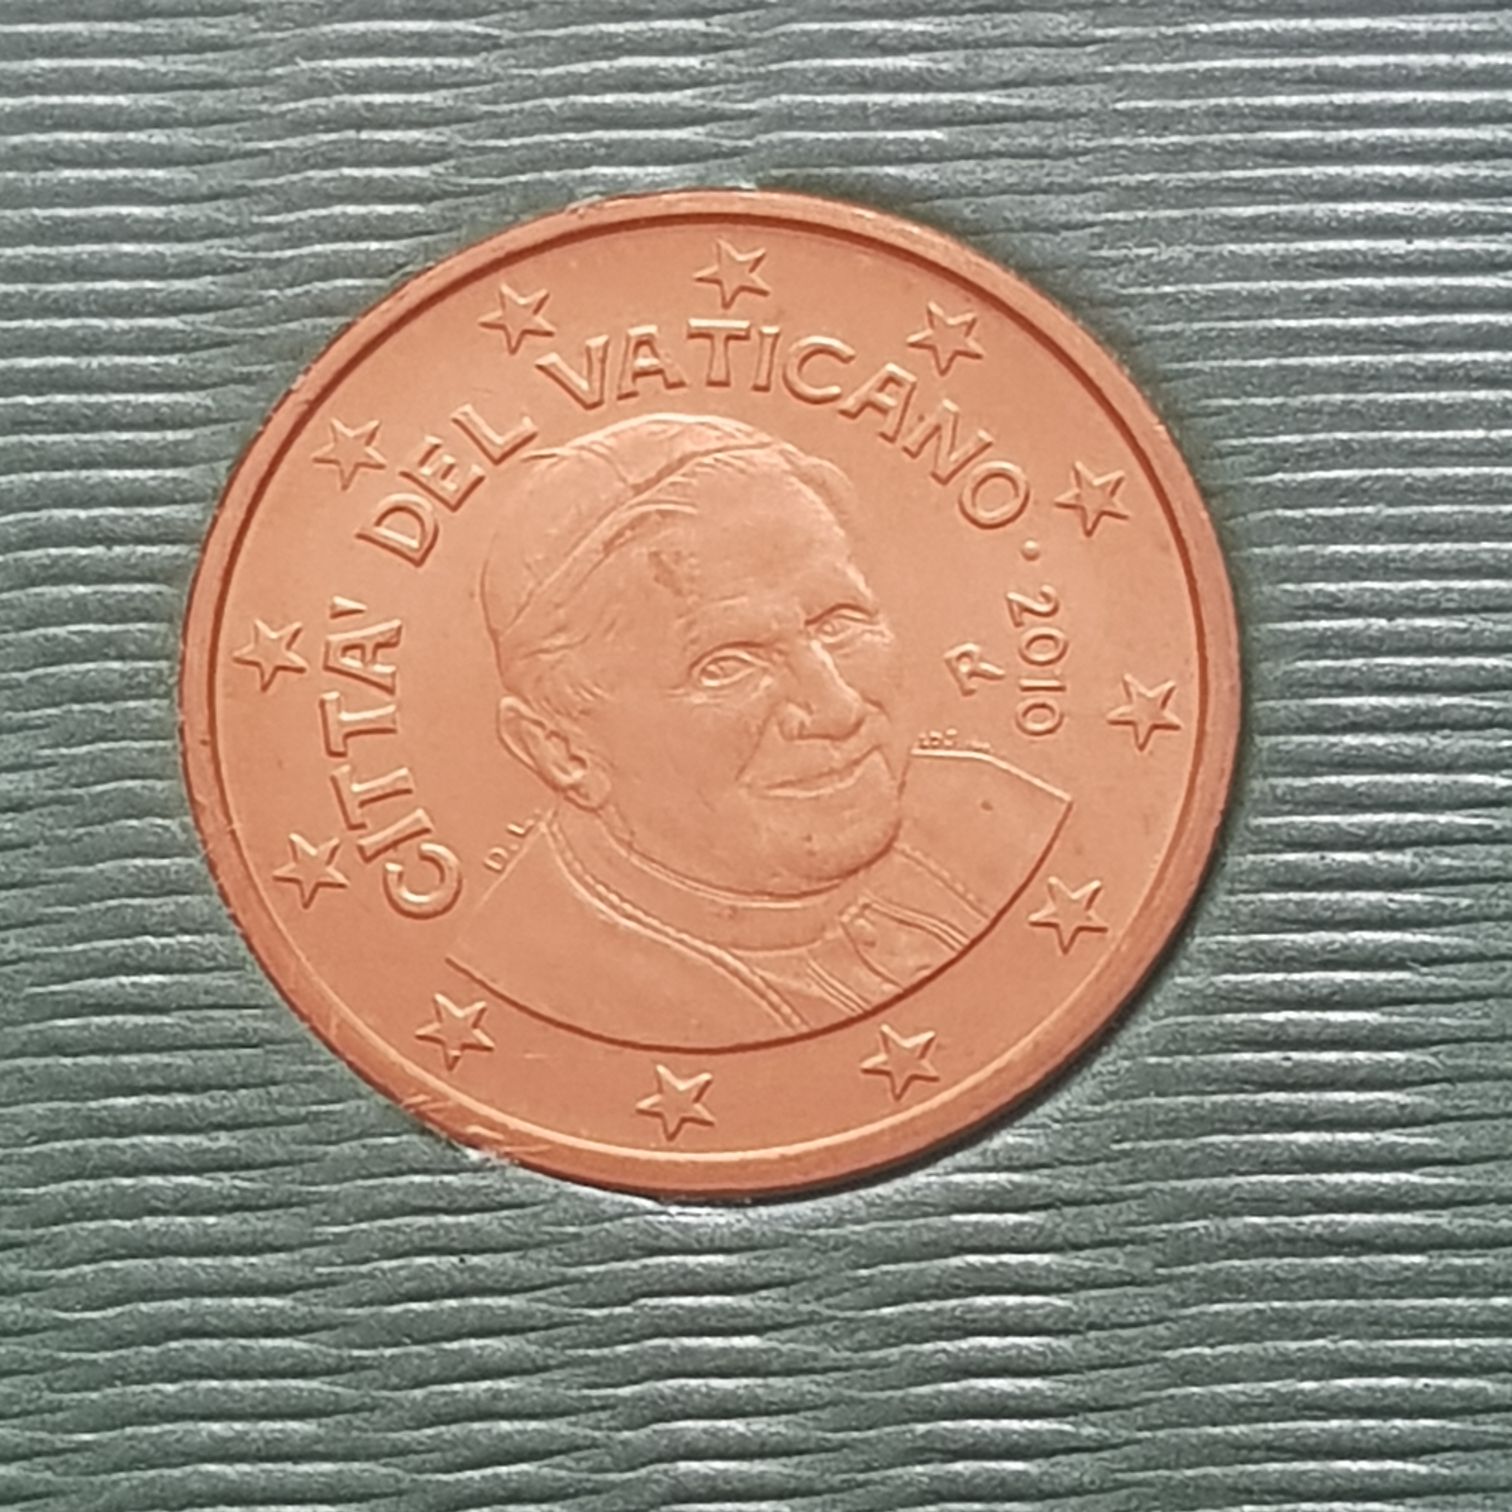 CITTA' DEL VATICANO · 2010
R
D.L.